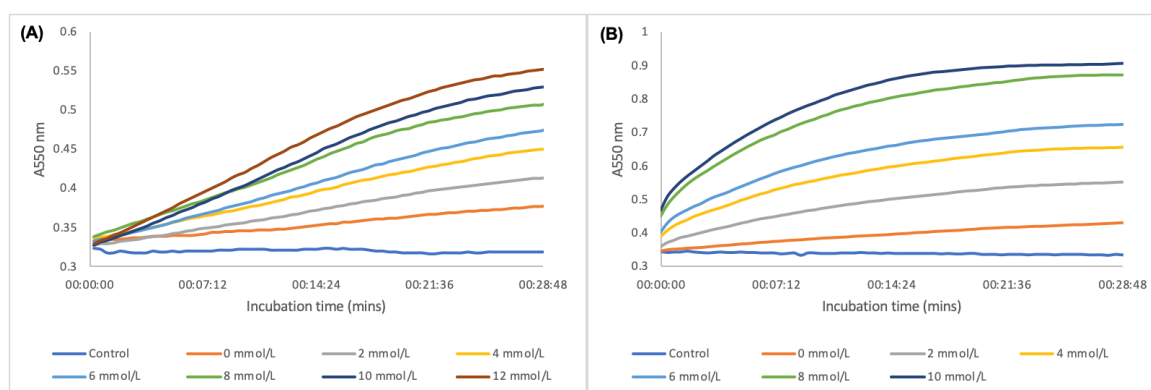 (A)
0.6
0.55
0.5
0.45
0.4
0.35
0.3
A550 nm
00:00:00 00:07:12 00:14:24 00:21:36 00:28:48
Incubation time (mins)
Control 0 mmol/L 2 mmol/L 4 mmol/L
6 mmol/L 8 mmol/L 10 mmol/L 12 mmol/L
(B)
1
0.9
0.8
0.7
0.6
0.5
0.4
0.3
A550 nm
00:00:00 00:07:12 00:14:24 00:21:36 00:28:48
Incubation time (mins)
Control 0 mmol/L 2 mmol/L 4 mmol/L
6 mmol/L 8 mmol/L 10 mmol/L